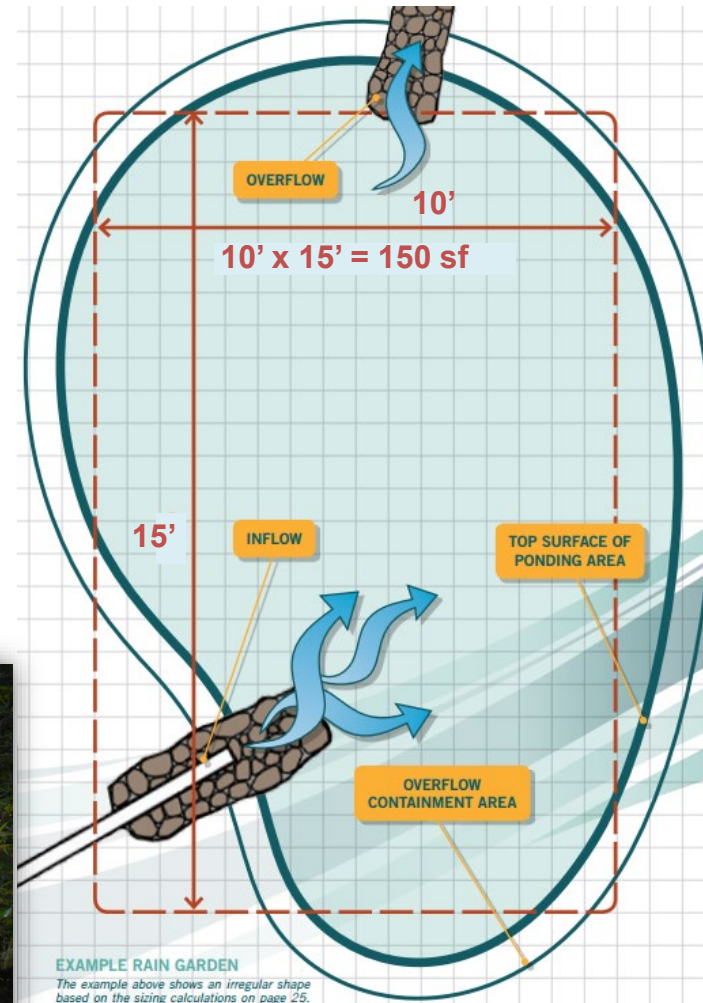 OVERFLOW
10’
10’ x 15’ = 150 sf
15’
INFLOW
TOP SURFACE OF
PONDING AREA
OVERFLOW
CONTAINMENT AREA
EXAMPLE RAIN GARDEN
The example above shows an irregular shape
based on the sizing calculations on page 25.